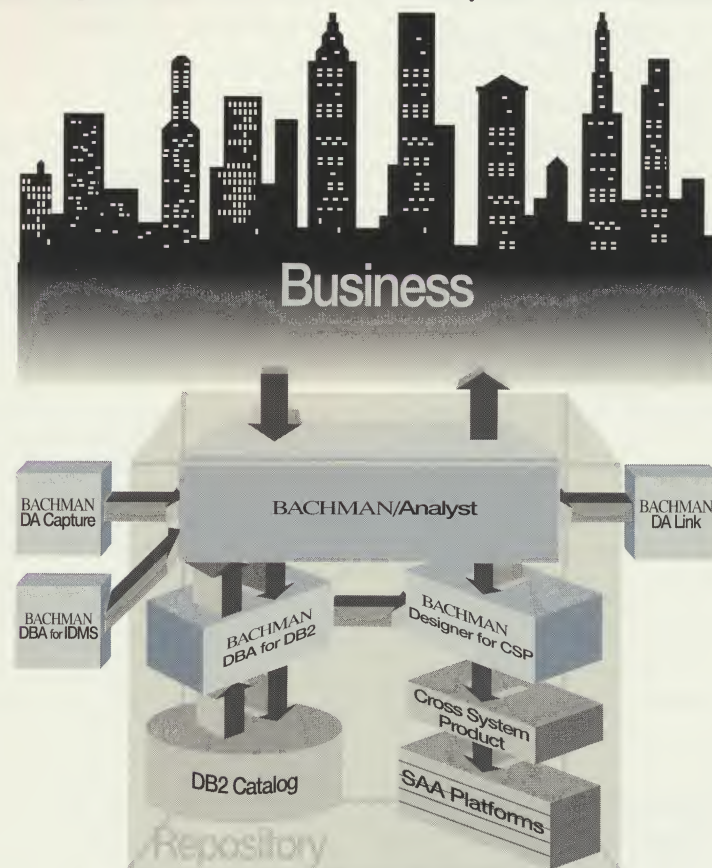 Business
BACHMAN
DA Capture
BACHMAN/Analyst
BACHMAN
DA Link
BACHMAN
DBA for IDMS
BACHMAN
DBA for DB2
BACHMAN
Designer for CSP
Cross System
Product
DB2 Catalog
SAA Platforms
Repository